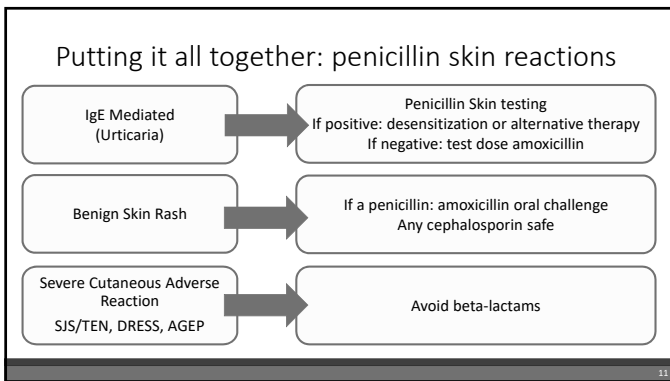 Putting it all together: penicillin skin reactions
IgE Mediated
(Urticaria)
Penicillin Skin testing
If positive: desensitization or alternative therapy
If negative: test dose amoxicillin
Benign Skin Rash
If a penicillin: amoxicillin oral challenge
Any cephalosporin safe
Severe Cutaneous Adverse
Reaction
SJS/TEN, DRESS, AGEP
Avoid beta-lactams
11